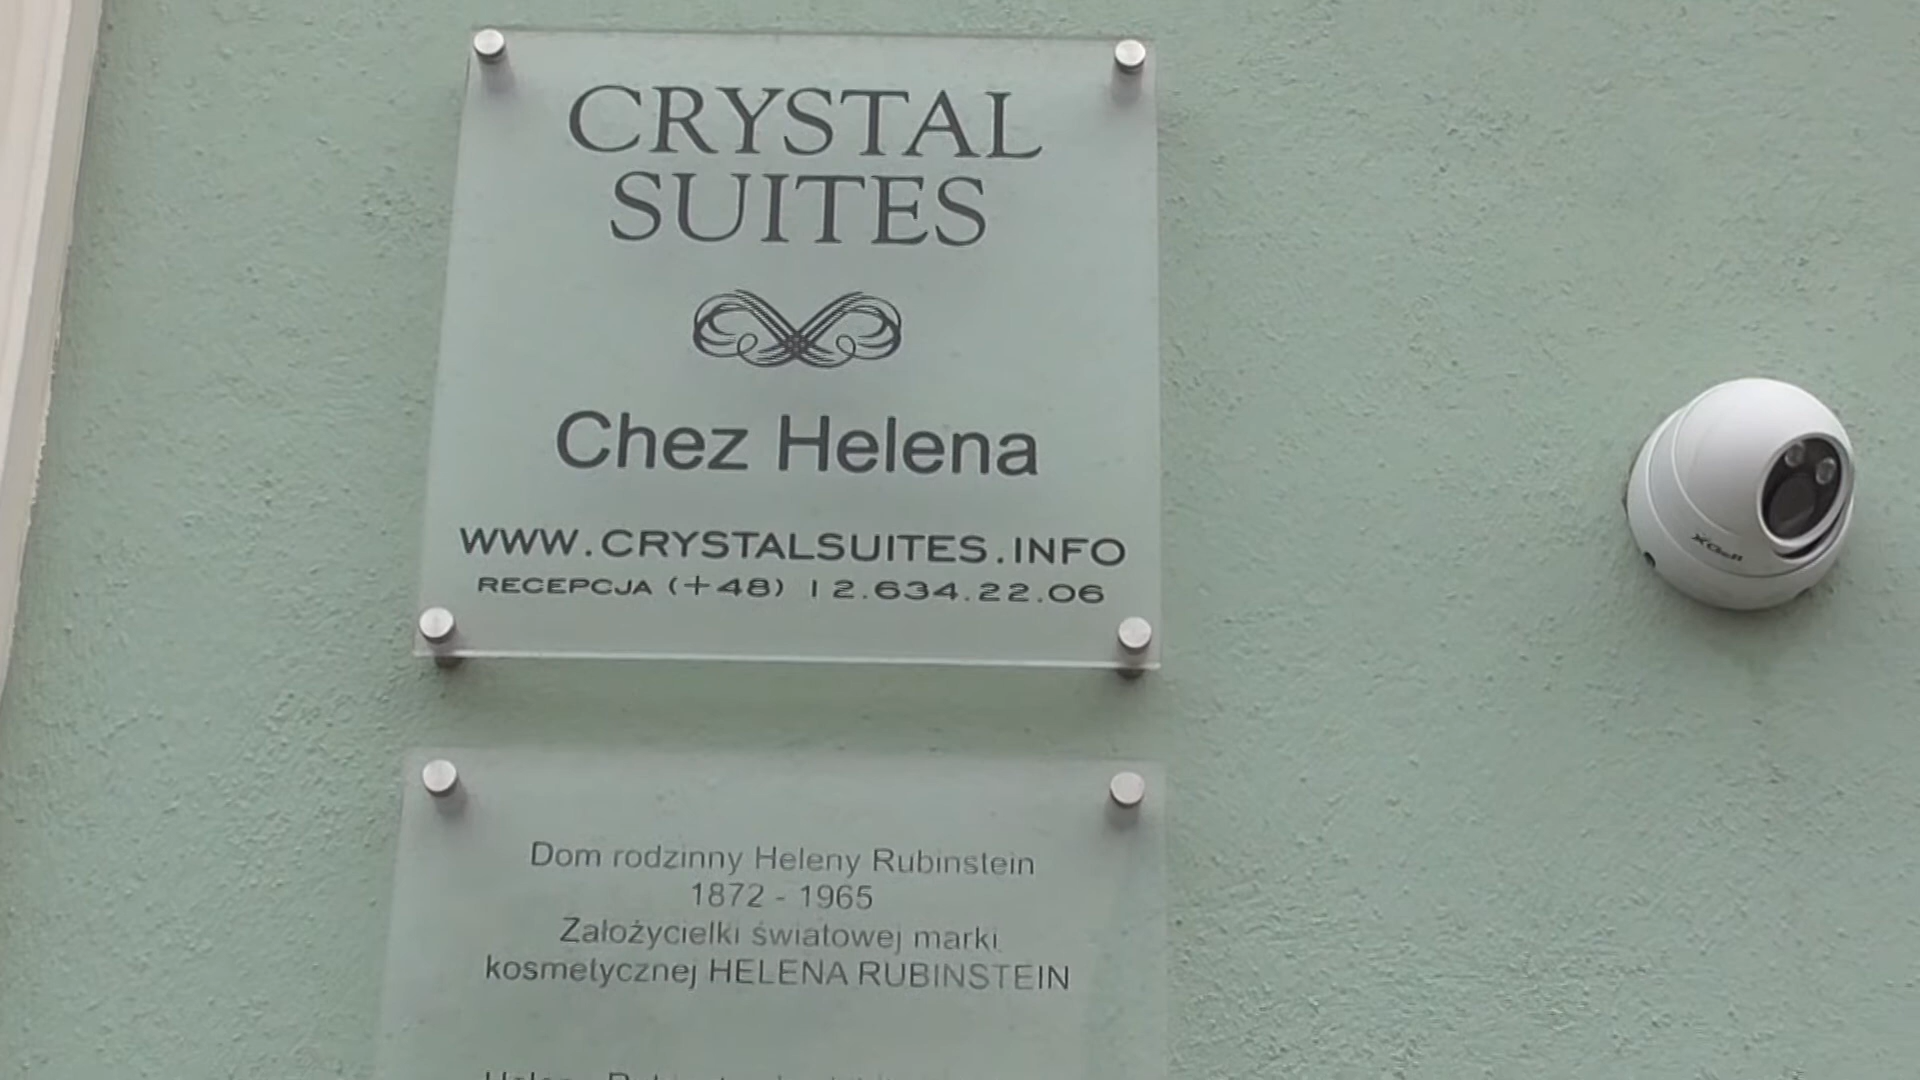 CRYSTAL
SUITES
Chez Helena
WWW.CRYSTALSUITES.INFO
RECEPCJA (+48) 12.634.22.06
Dom rodzinny Heleny Rubinstein
1872 - 1965
Założycielki światowej marki
kosmetycznej HELENA RUBINSTEIN